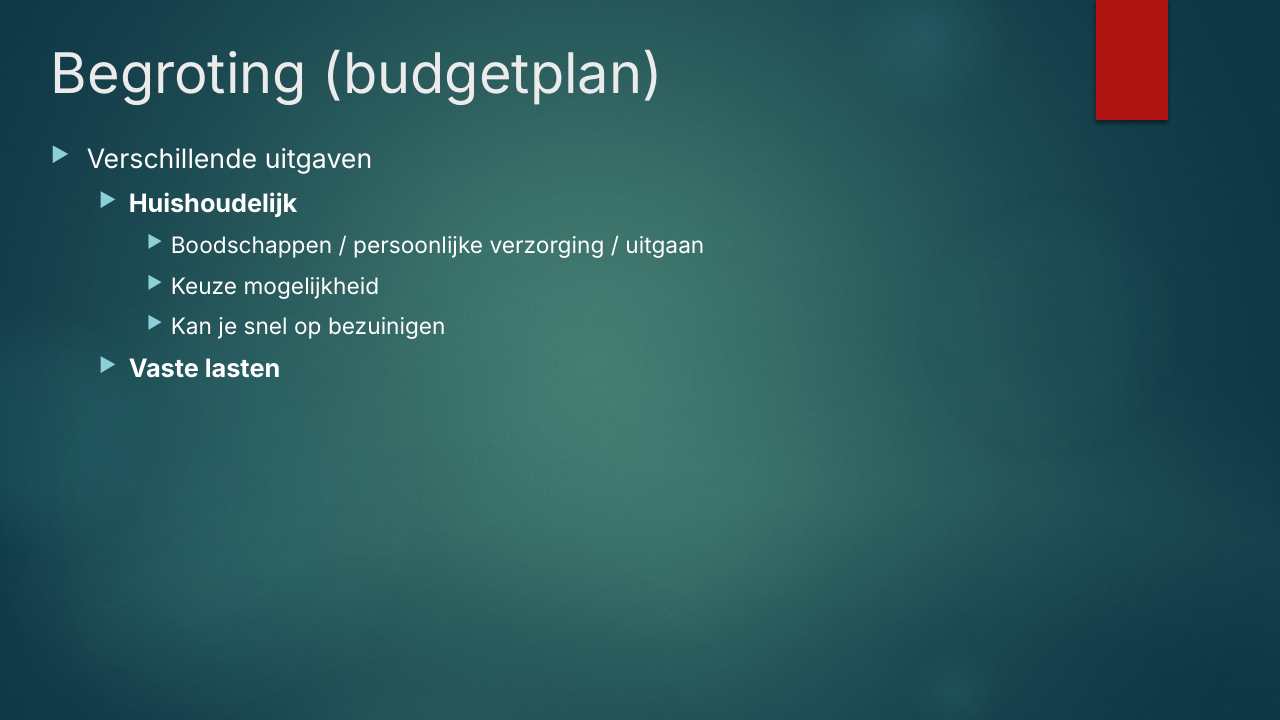 Begroting (budgetplan)
Verschillende uitgaven
Huishoudelijk
Boodschappen / persoonlijke verzorging / uitgaan
Keuze mogelijkheid
Kan je snel op bezuinigen
Vaste lasten